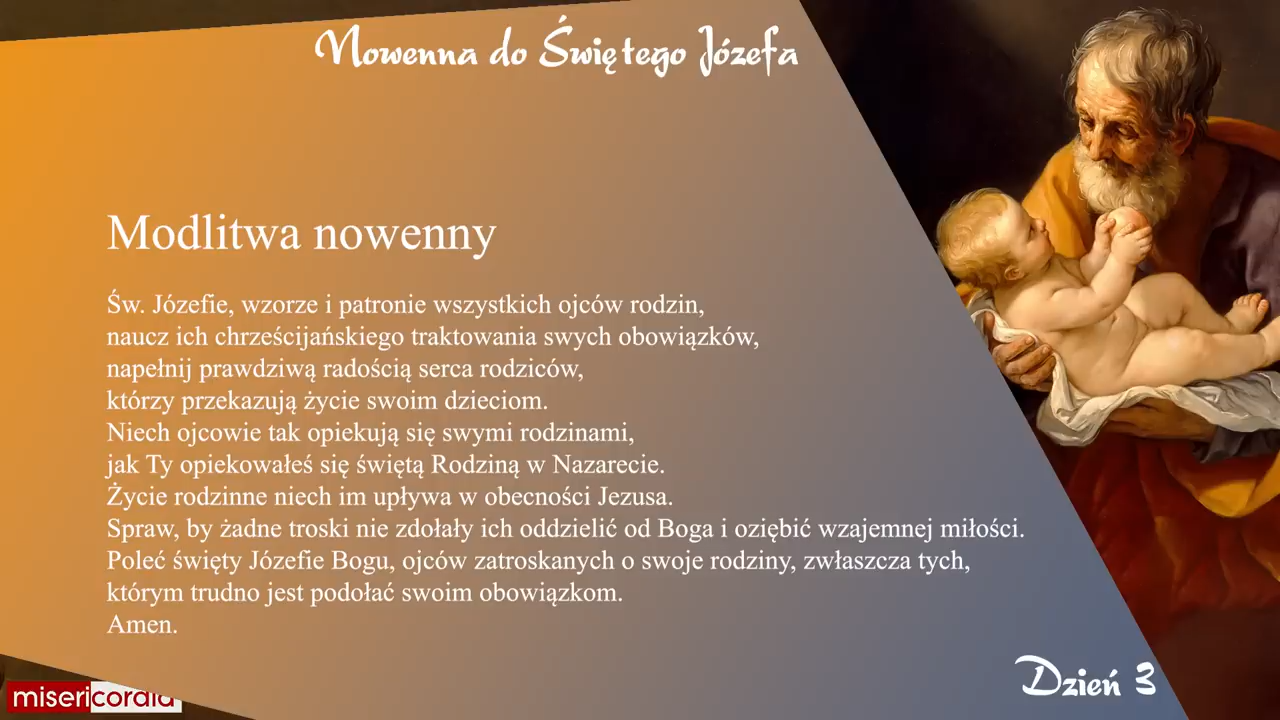 Nowenna do Świętego Józefa
Modlitwa nowenny
Św. Józefie, wzorze i patronie wszystkich ojców rodzin,
naucz ich chrześcijańskiego traktowania swych obowiązków,
napełnij prawdziwą radością serca rodziców,
którzy przekazują życie swoim dzieciom.
Niech ojcowie tak opiekują się swymi rodzinami,
jak Ty opiekowałeś się świętą Rodziną w Nazarecie.
Życie rodzinne niech im upływa w obecności Jezusa.
Spraw, by żadne troski nie zdołały ich oddzielić od Boga i oziębić wzajemnej miłości.
Poleć święty Józefie Bogu, ojców zatroskanych o swoje rodziny, zwłaszcza tych,
którym trudno jest podołać swoim obowiązkom.
Amen.
Dzień 3
misericordia